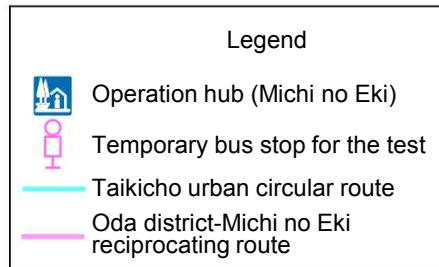 Legend
Operation hub (Michi no Eki)
Temporary bus stop for the test
Taikicho urban circular route
Oda district-Michi no Eki
reciprocating route